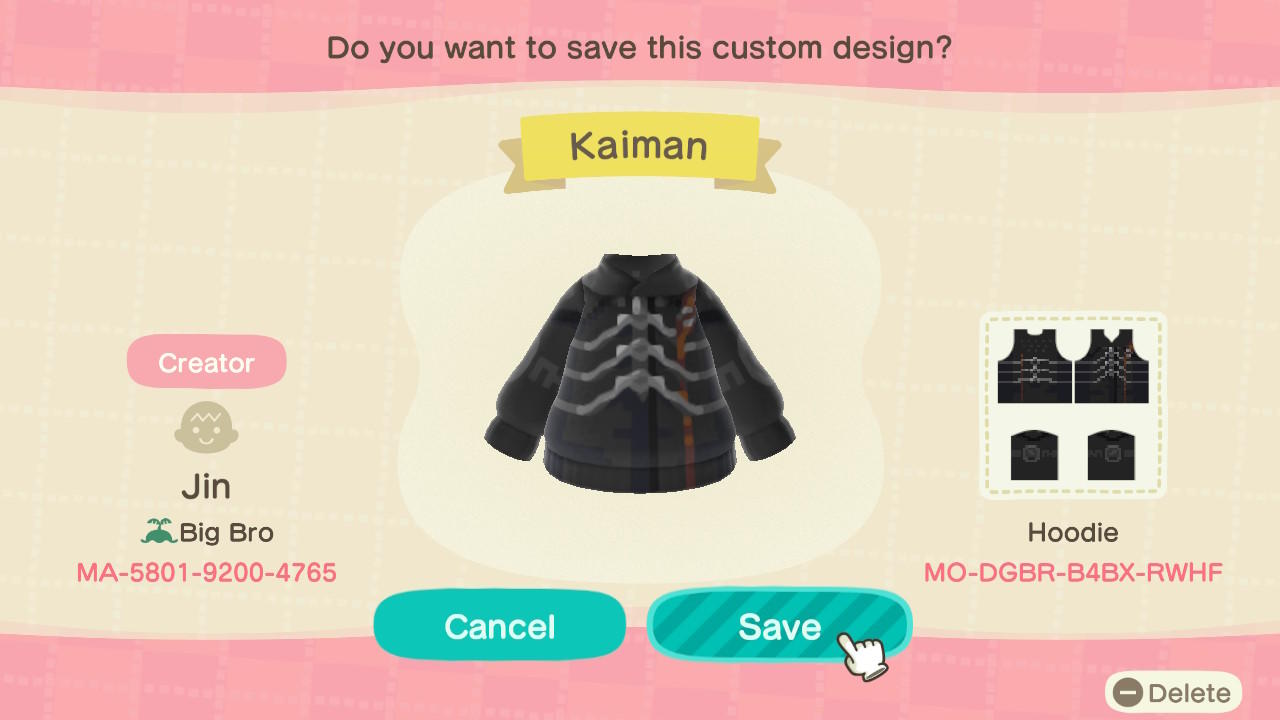 Do you want to save this custom design?
Kaiman
Creator
Jin
Big Bro
MA-5801-9200-4765
Hoodie
MO-DGBR-B4BX-RWHF
Cancel
Save
Delete